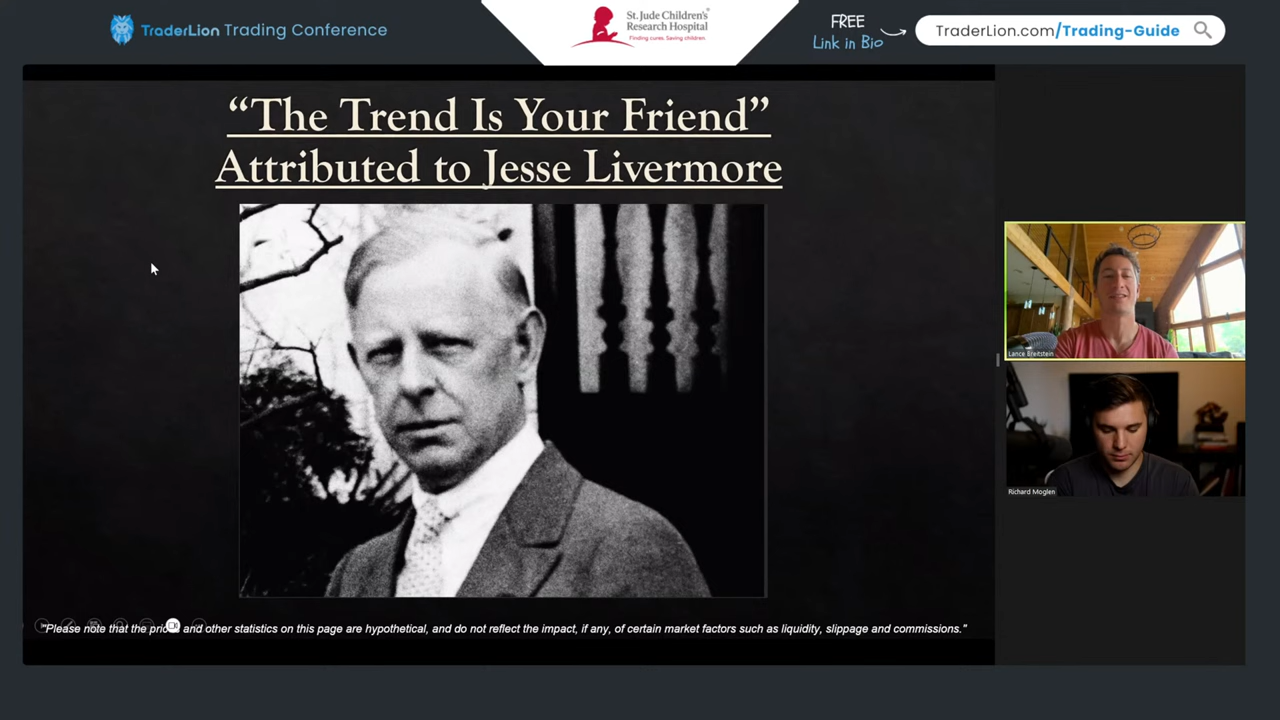 TraderLion Trading Conference
St. Jude Children's
Research Hospital
Finding cures. Saving children.
FREE
Link in Bio
TraderLion.com/Trading-Guide
“The Trend Is Your Friend”
Attributed to Jesse Livermore
Lance Breitstein
Richard Moglen
"Please note that the prices and other statistics on this page are hypothetical, and do not reflect the impact, if any, of certain market factors such as liquidity, slippage and commissions."